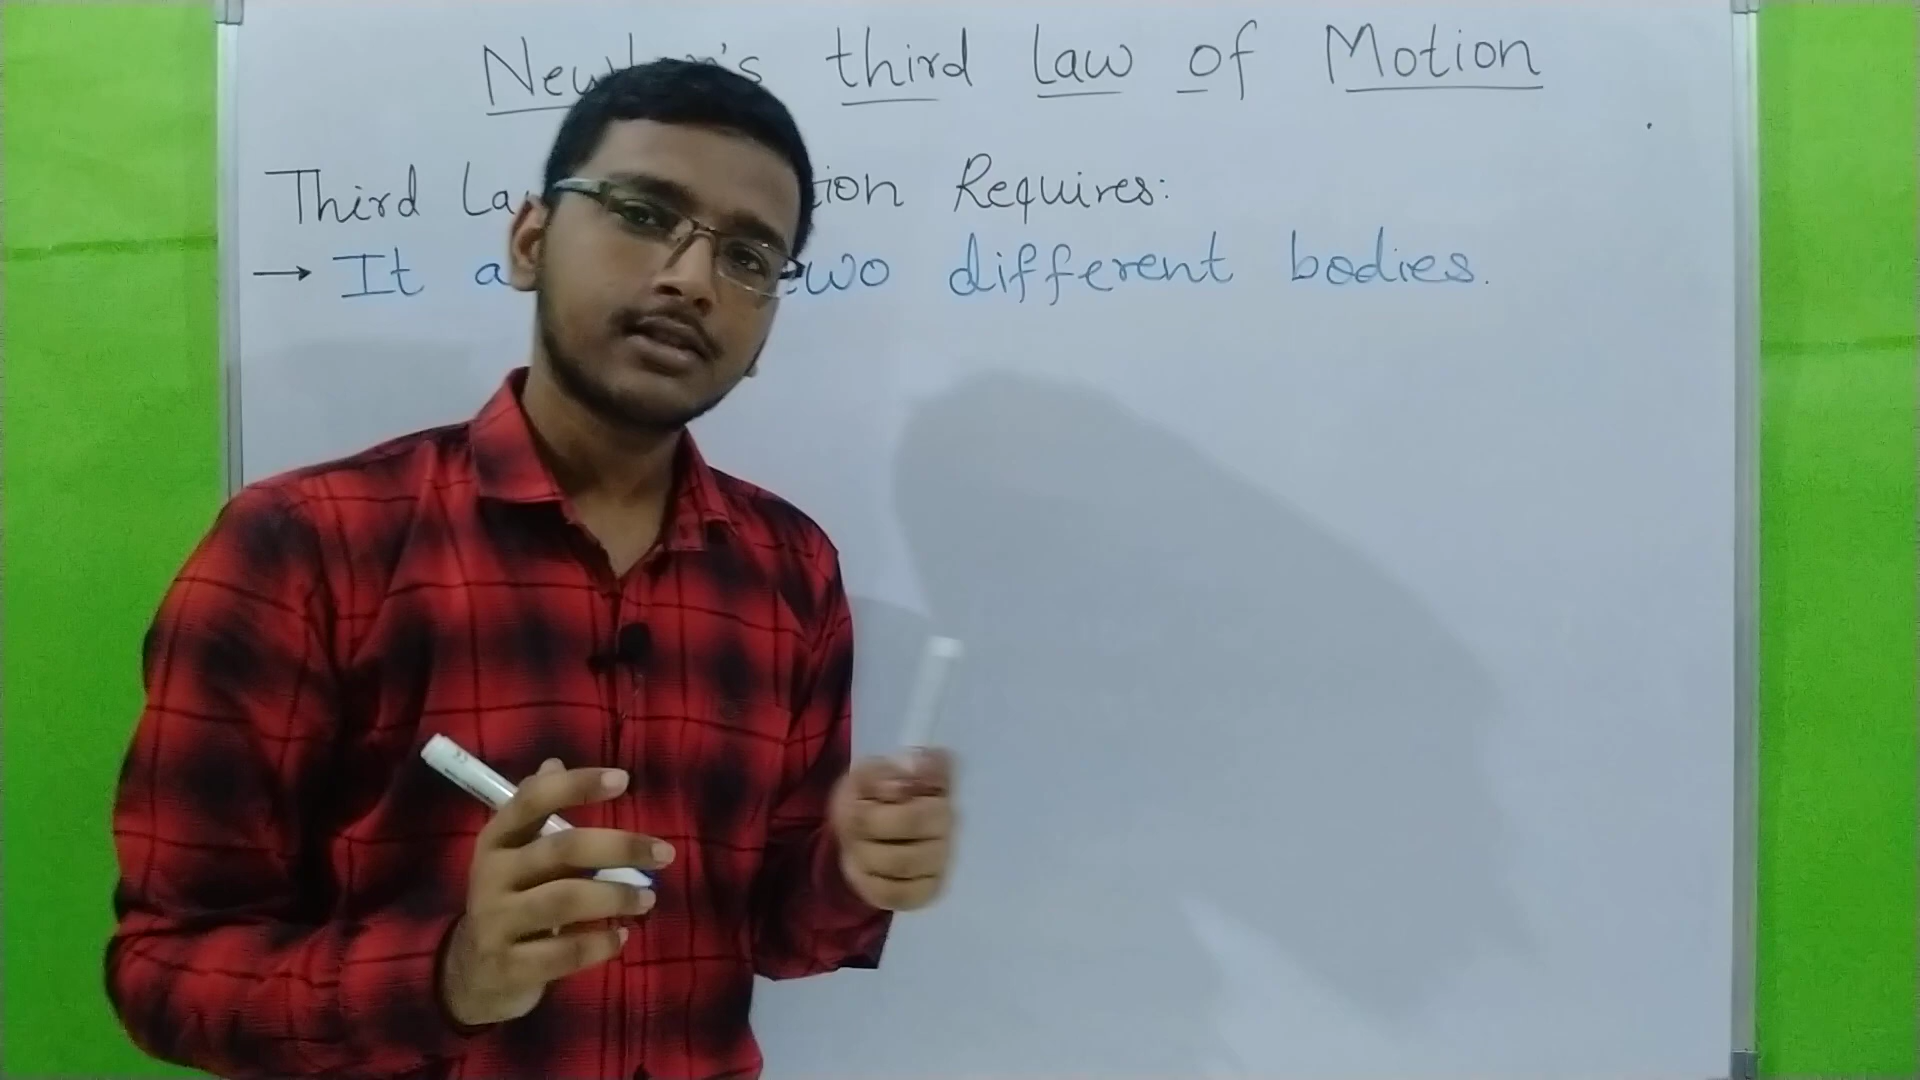 third law of Motion
Third Requires:
→ It different bodies.